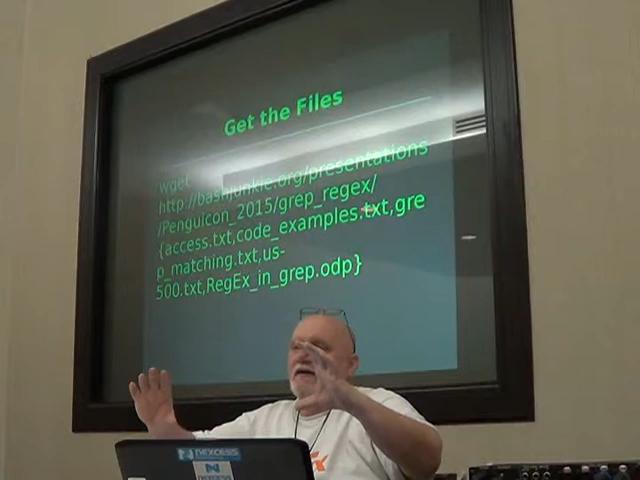 Get the Files
wget
http://bashjunkie.org/presentations
/Penguicon_2015/grep_regex/
{access.txt,code_examples.txt,gre
p_matching.txt,us-
500.txt,RegEx_in_grep.odp}
NEXCESS